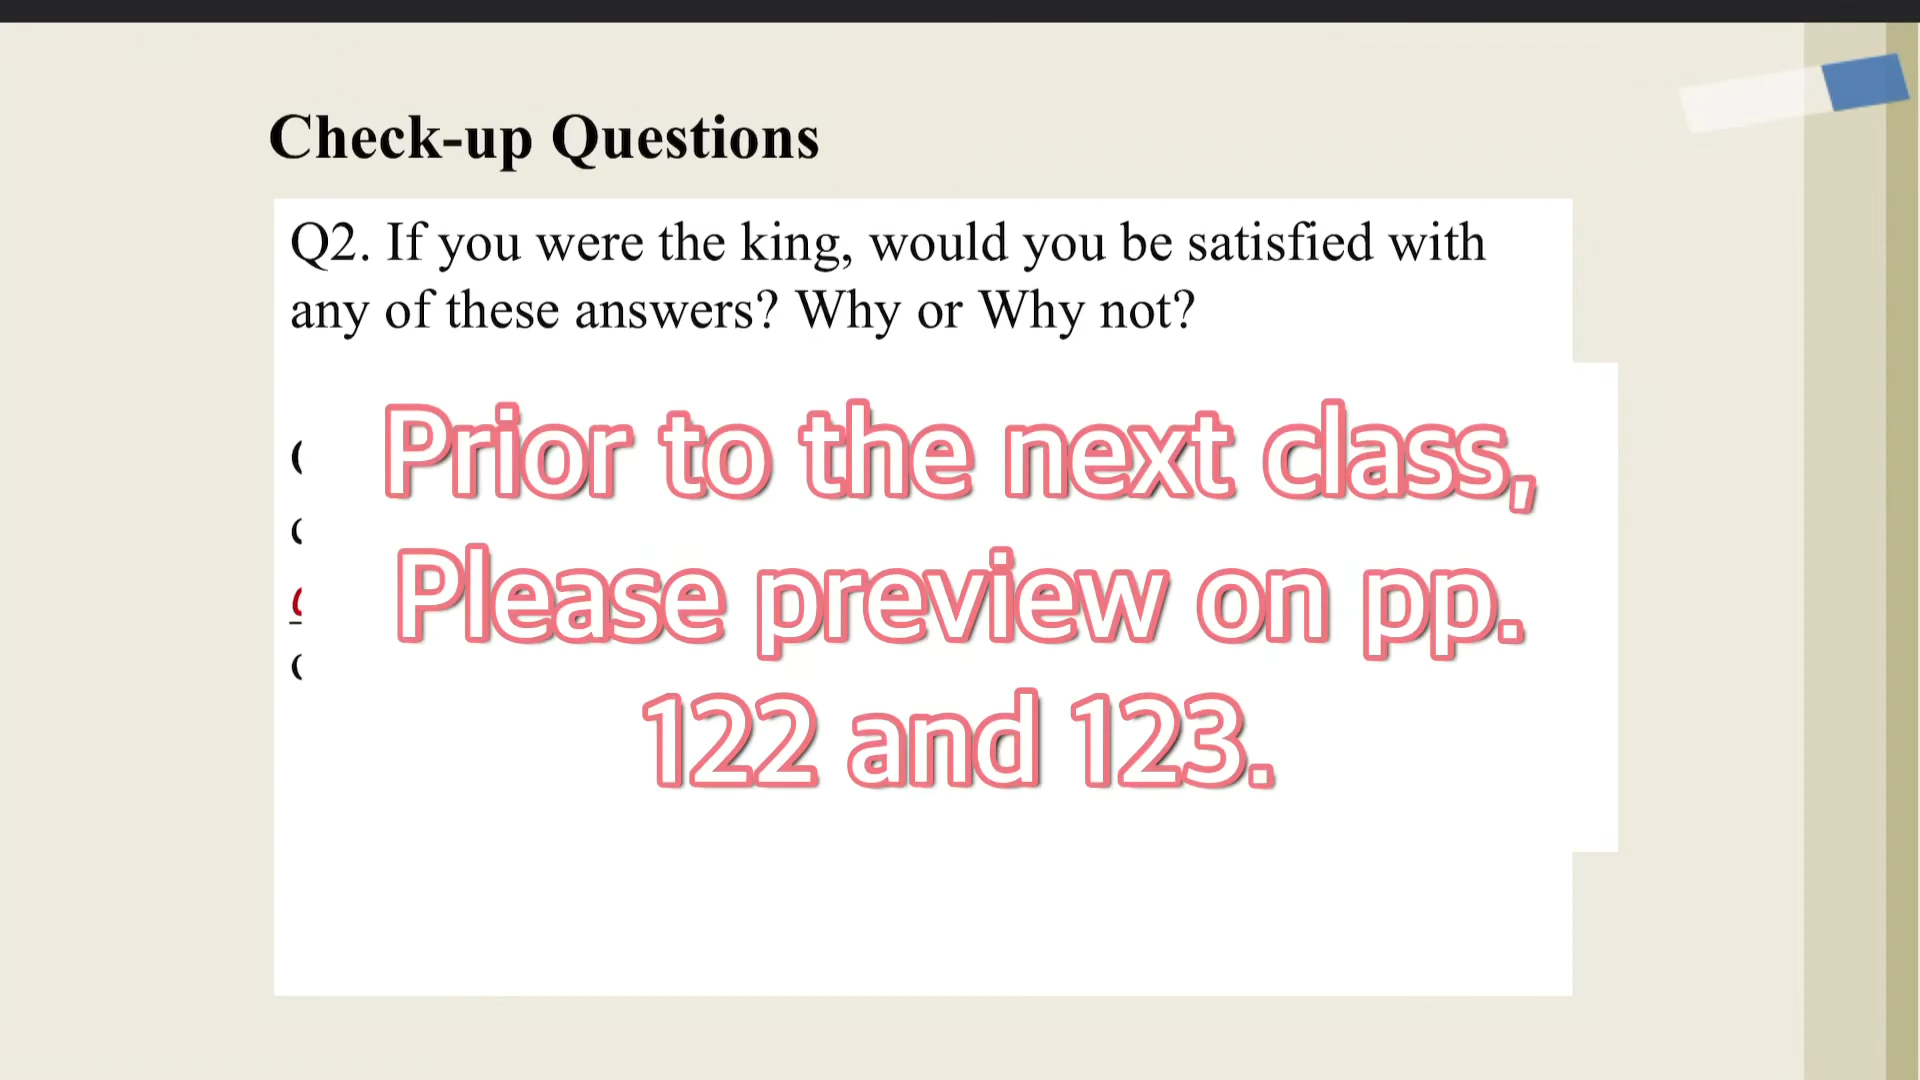 Check-up Questions
Q2. If you were the king, would you be satisfied with
any of these answers? Why or Why not?
Prior to the next class,
Please preview on pp.
122 and 123.